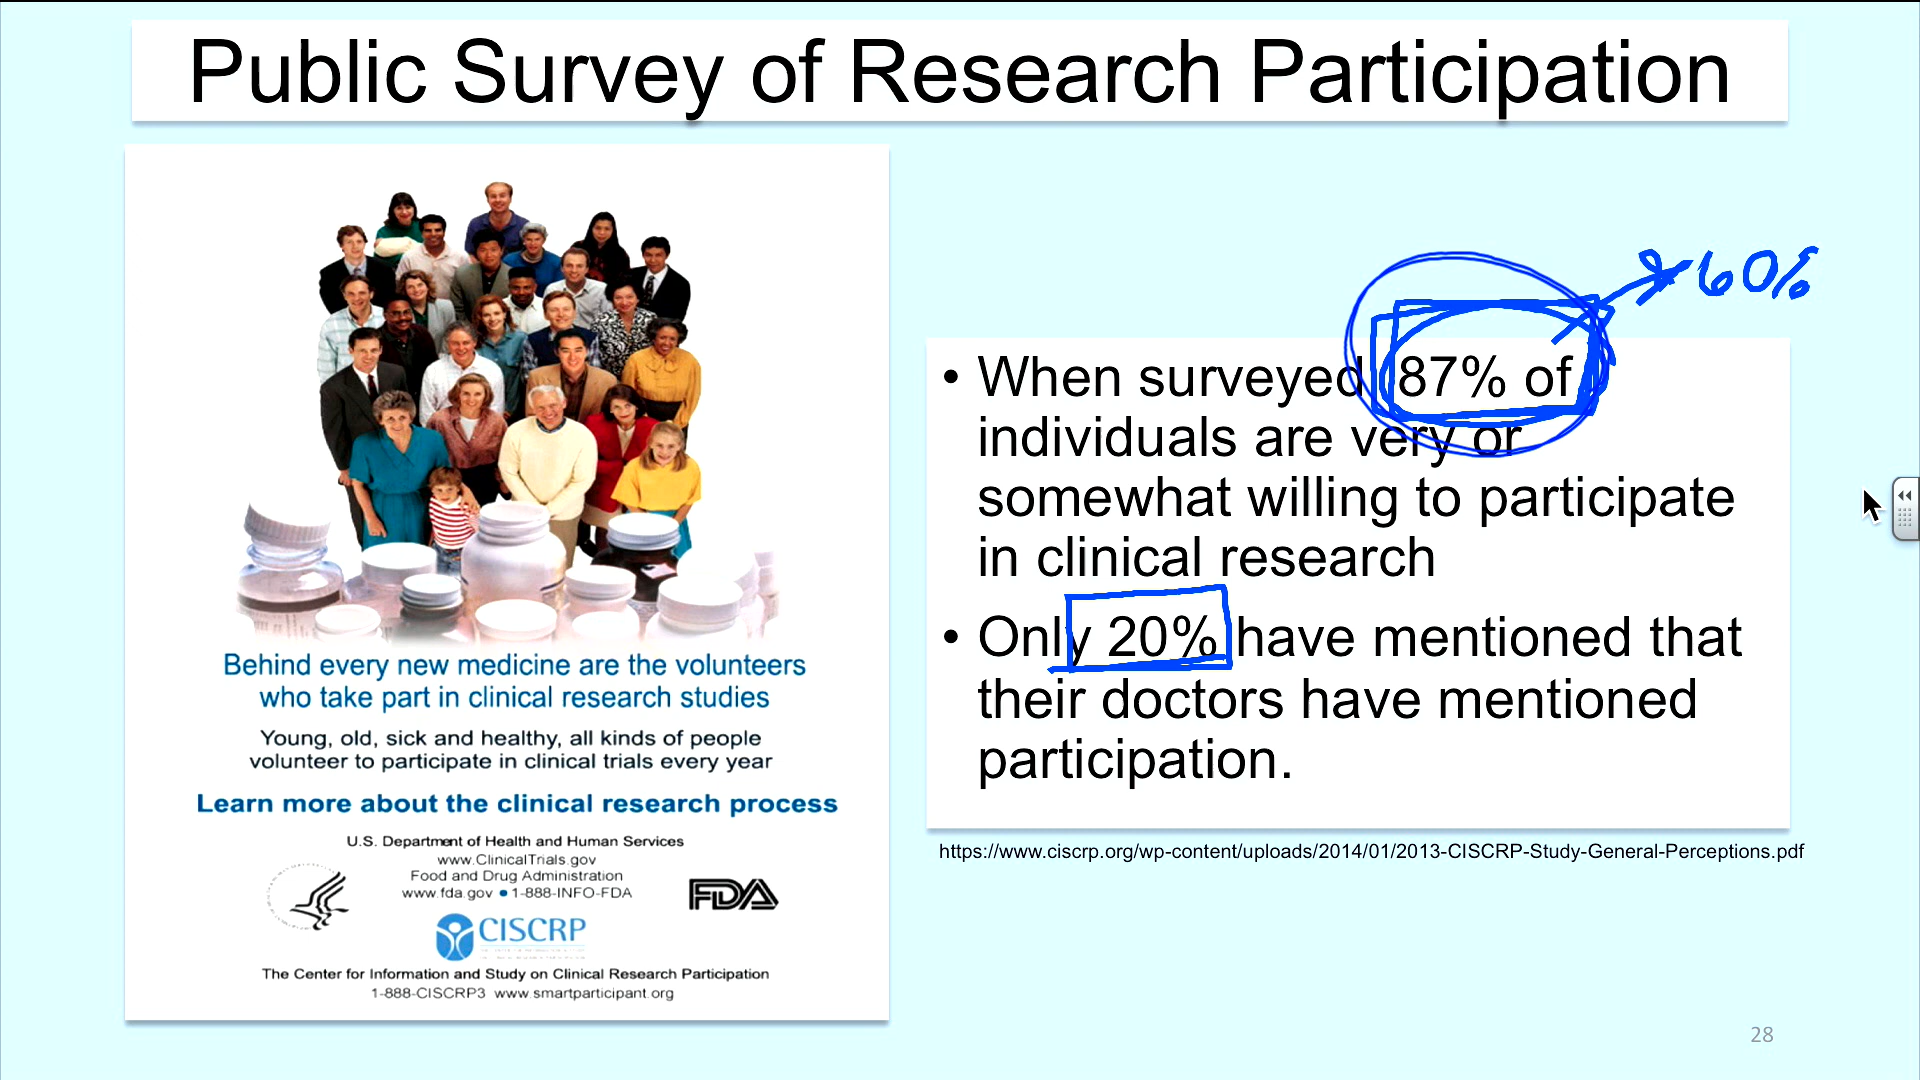 Public Survey of Research Participation
Behind every new medicine are the volunteers
who take part in clinical research studies
Young, old, sick and healthy, all kinds of people
volunteer to participate in clinical trials every year
Learn more about the clinical research process
U.S. Department of Health and Human Services
www.ClinicalTrials.gov
Food and Drug Administration
www.fda.gov • 1-888-INFO-FDA
FDA
CISCRP
The Center for Information and Study on Clinical Research Participation
1-888-CISCRP3 www.smartparticipant.org
60%
• When surveyed 87% of
individuals are very or
somewhat willing to participate
in clinical research
• Only 20% have mentioned that
their doctors have mentioned
participation.
https://www.ciscrp.org/wp-content/uploads/2014/01/2013-CISCRP-Study-General-Perceptions.pdf
28